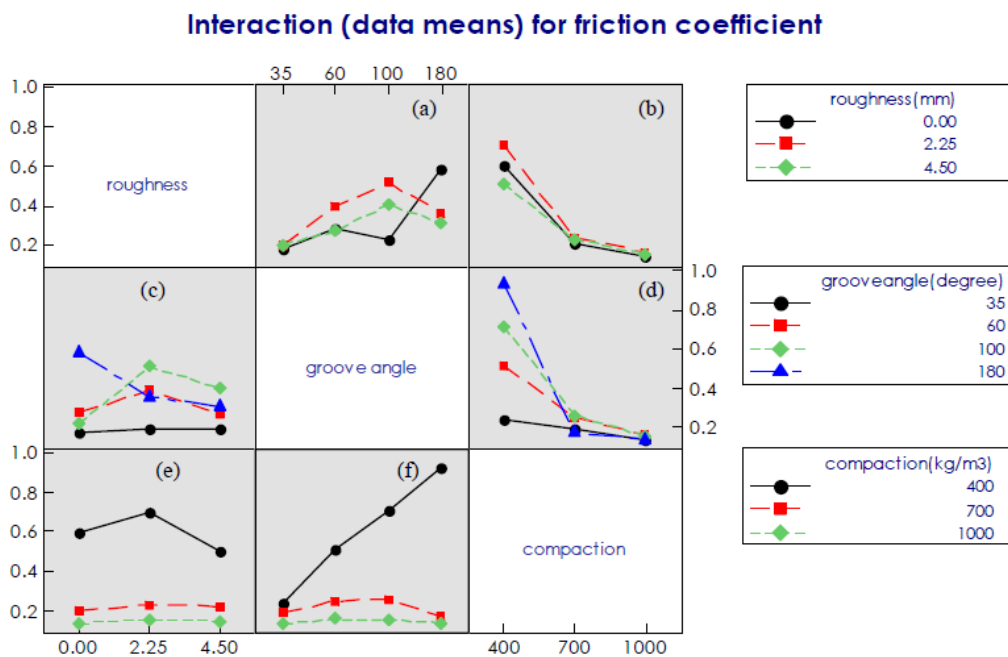 Interaction (data means) for friction coefficient
35 60 100 180
1.0
0.8
0.6
0.4
0.2
roughness
(a)
(b)
roughness(mm)
0.00
2.25
4.50
(c)
groove angle
(d)
1.0
0.8
0.6
0.4
0.2
grooveangle(degree)
35
60
100
180
1.0
0.8
0.6
0.4
0.2
(e)
(f)
compaction
compaction(kg/m3)
400
700
1000
0.00 2.25 4.50
400 700 1000